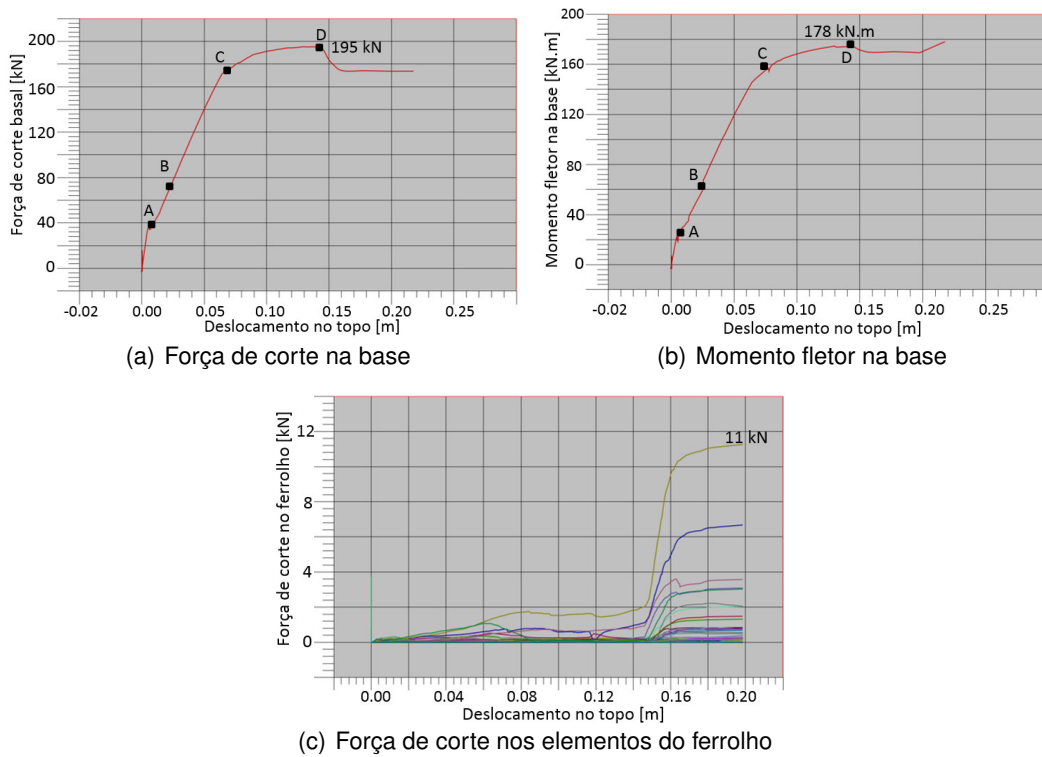 Força de corte basal [kN]
200
160
120
80
40
0
A
B
C
D
195 kN
-0.02
0.00
0.05
0.10
0.15
0.20
0.25
Deslocamento no topo [m]
(a) Força de corte na base
Momento fletor na base [kN.m]
200
160
120
80
40
0
A
B
C
178 kN.m
D
-0.02
0.00
0.05
0.10
0.15
0.20
0.25
Deslocamento no topo [m]
(b) Momento fletor na base
Força de corte no ferrolho [kN]
12
8
4
0
11 kN
0.00
0.04
0.08
0.12
0.16
0.20
Deslocamento no topo [m]
(c) Força de corte nos elementos do ferrolho